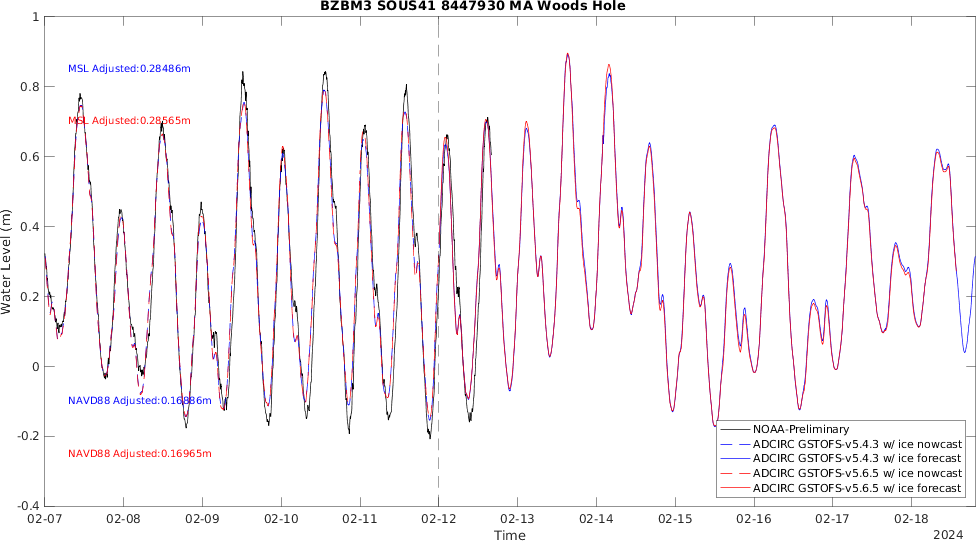 BZBM3 SOUS41 8447930 MA Woods Hole
1
0.8
0.6
0.4
0.2
0
-0.2
-0.4
Water Level (m)
MSL Adjusted:0.28486m
MSL Adjusted:0.28565m
NAVD88 Adjusted:0.16886m
NAVD88 Adjusted:0.16965m
NOAA-Preliminary
ADCIRC GSTOFS-v5.4.3 w/ ice nowcast
ADCIRC GSTOFS-v5.4.3 w/ ice forecast
ADCIRC GSTOFS-v5.6.5 w/ ice nowcast
ADCIRC GSTOFS-v5.6.5 w/ ice forecast
02-07 02-08 02-09 02-10 02-11 02-12 02-13 02-14 02-15 02-16 02-17 02-18
Time
2024